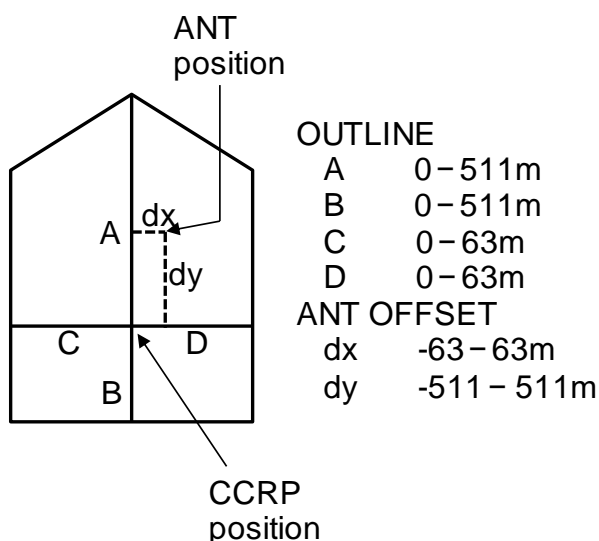 ANT
position
OUTLINE
A 0–511m
B 0–511m
C 0–63m
D 0–63m
ANT OFFSET
dx -63–63m
dy -511–511m
A
dx
dy
C
D
B
CCRP
position